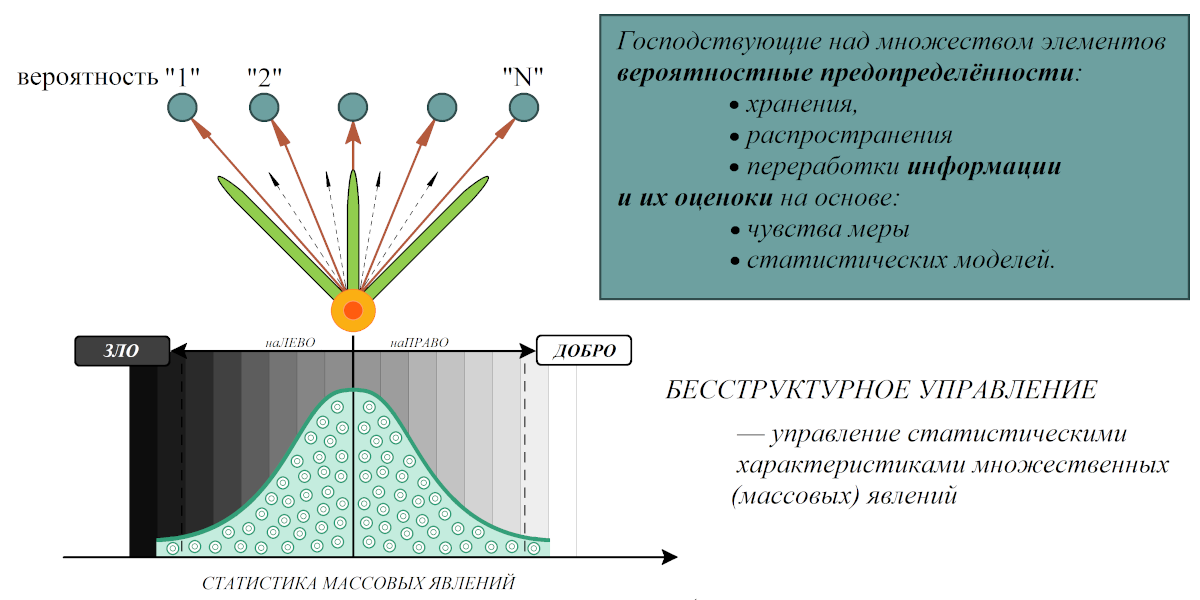 вероятность "1" "2" "N"
Господствующие над множеством элементов
вероятностные предопределённости:
• хранения,
• распространения
• переработки информации
и их оценоки на основе:
• чувства меры
• статистических моделей.
ЗЛО наЛЕВО наПРАВО ДОБРО
БЕССТРУКТУРНОЕ УПРАВЛЕНИЕ
— управление статистическими
характеристиками множественных
(массовых) явлений
СТАТИСТИКА МАССОВЫХ ЯВЛЕНИЙ